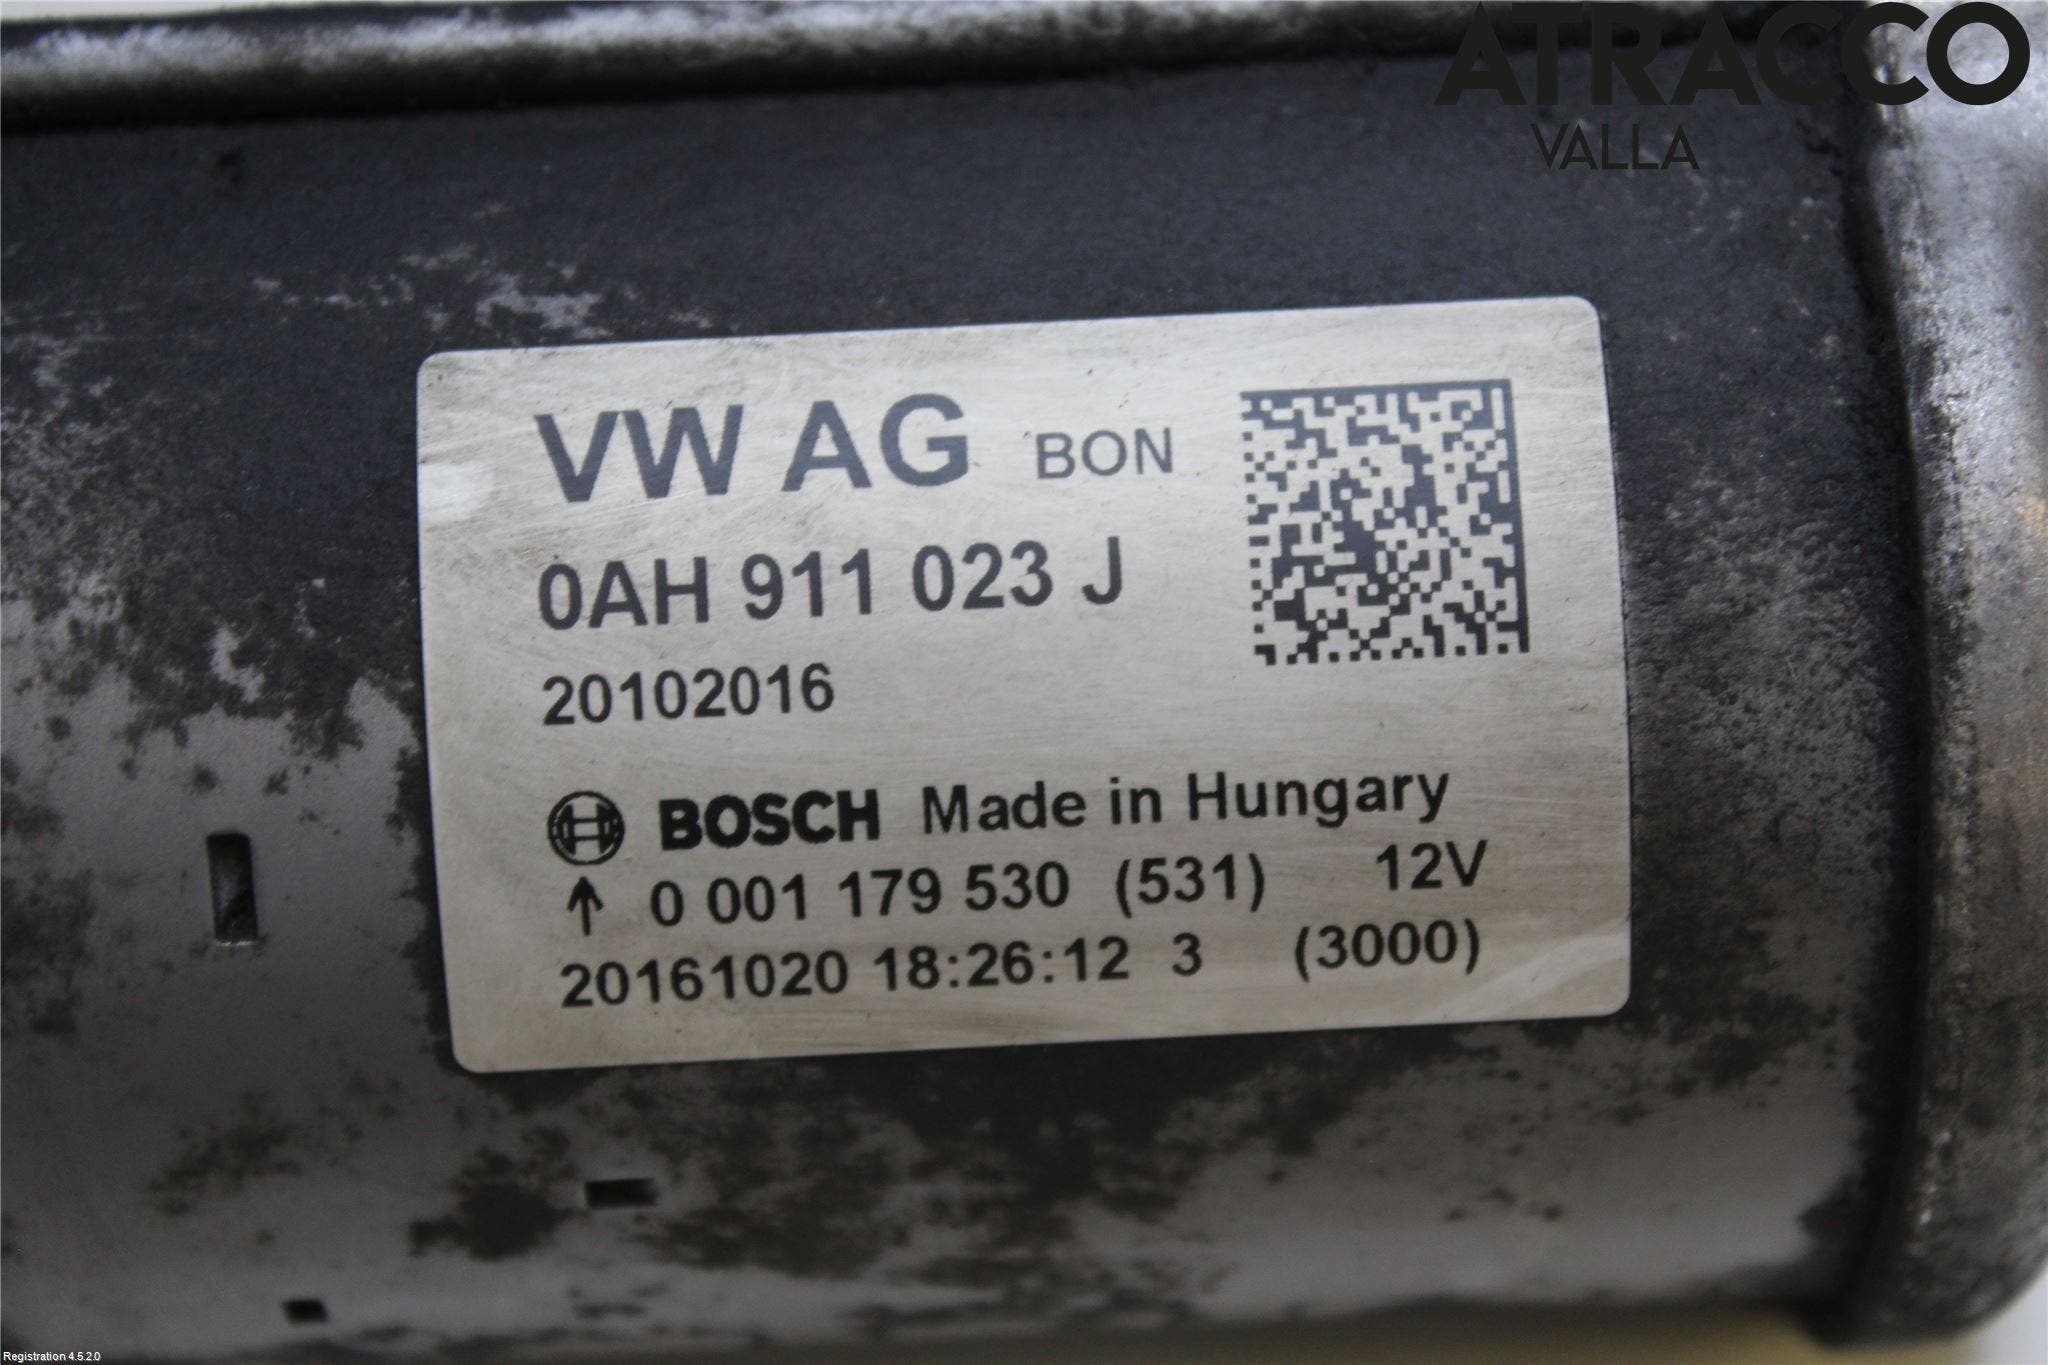 ATRACCO
VALLA
VW AG BON
0AH 911 023 J
20102016
BOSCH Made in Hungary
↑ 0 001 179 530 (531) 12V
20161020 18:26:12 3 (3000)
Registration 4.5.2.0